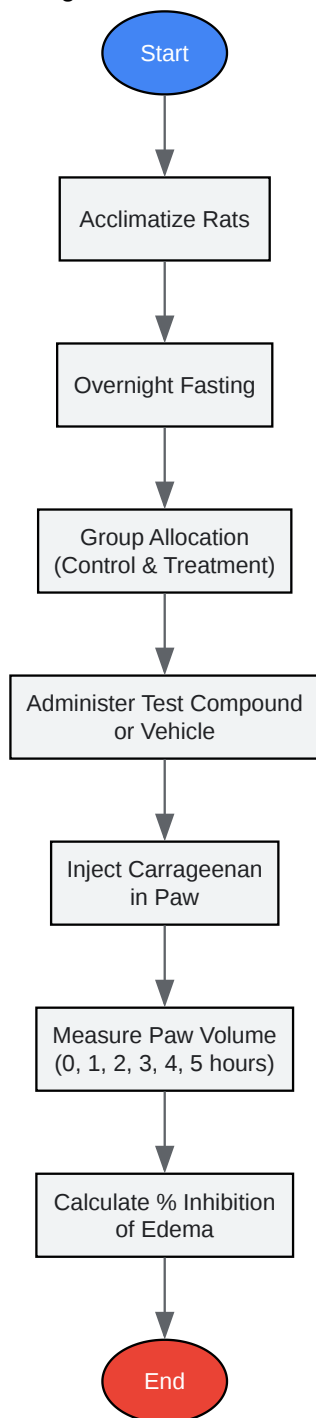 Start
Acclimatize Rats
Overnight Fasting
Group Allocation
(Control & Treatment)
Administer Test Compound
or Vehicle
Inject Carrageenan
in Paw
Measure Paw Volume
(0, 1, 2, 3, 4, 5 hours)
Calculate % Inhibition
of Edema
End